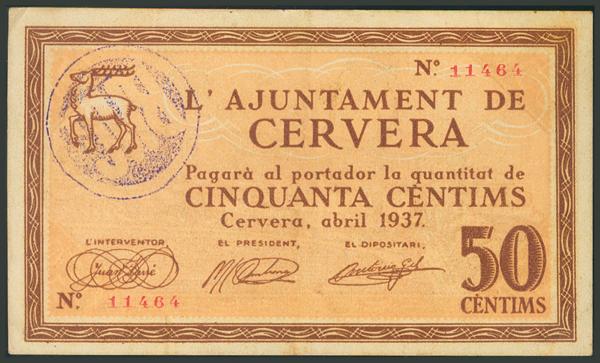 Nº. 11464
L'AJUNTAMENT DE
CERVERA
Pagarà al portador la quantitat de
CINQUANTA CÈNTIMS
Cervera, abril 1937.
L'INTERVENTOR, EL PRESIDENT, EL DIPOSITARI,
50
CÈNTIMS
Nº. 11464